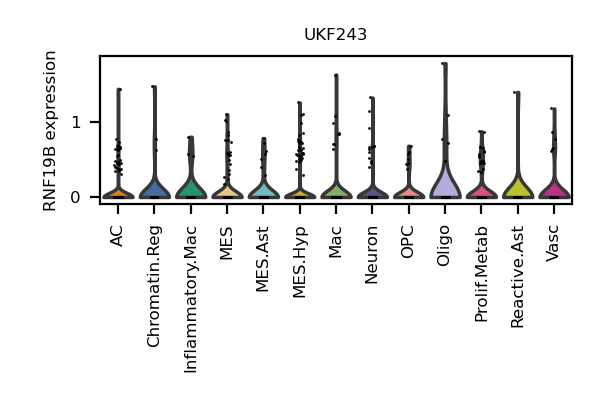 UKF243
RNF19B expression
1
0
AC
Chromatin.Reg
Inflammatory.Mac
MES
MES.Ast
MES.Hyp
Mac
Neuron
OPC
Oligo
Prolif.Metab
Reactive.Ast
Vasc